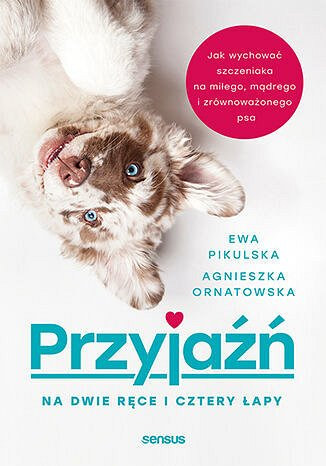 Jak wychować
szczeniaka
na miłego, mądrego
i zrównoważonego
psa
EWA
PIKULSKA
AGNIESZKA
ORNATOWSKA
Przyjaźń
NA DWIE RĘCE I CZTERY ŁAPY
sensus